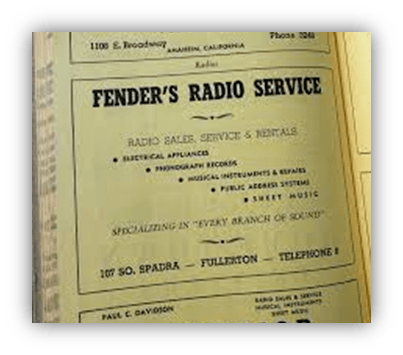 1108 E. Broadway Phone 3248
ANAHEIM, CALIFORNIA
Radios
FENDER'S RADIO SERVICE
RADIO SALES, SERVICE & RENTALS
• ELECTRICAL APPLIANCES
• PHONOGRAPH RECORDS
• MUSICAL INSTRUMENTS & REPAIRS
• PUBLIC ADDRESS SYSTEMS
• SHEET MUSIC
SPECIALIZING IN "EVERY BRANCH OF SOUND"
107 SO. SPADRA — FULLERTON — TELEPHONE 8
PAUL C. DAVIDSON
RADIO SALES & SERVICE
MUSICAL INSTRUMENTS
SHEET MUSIC